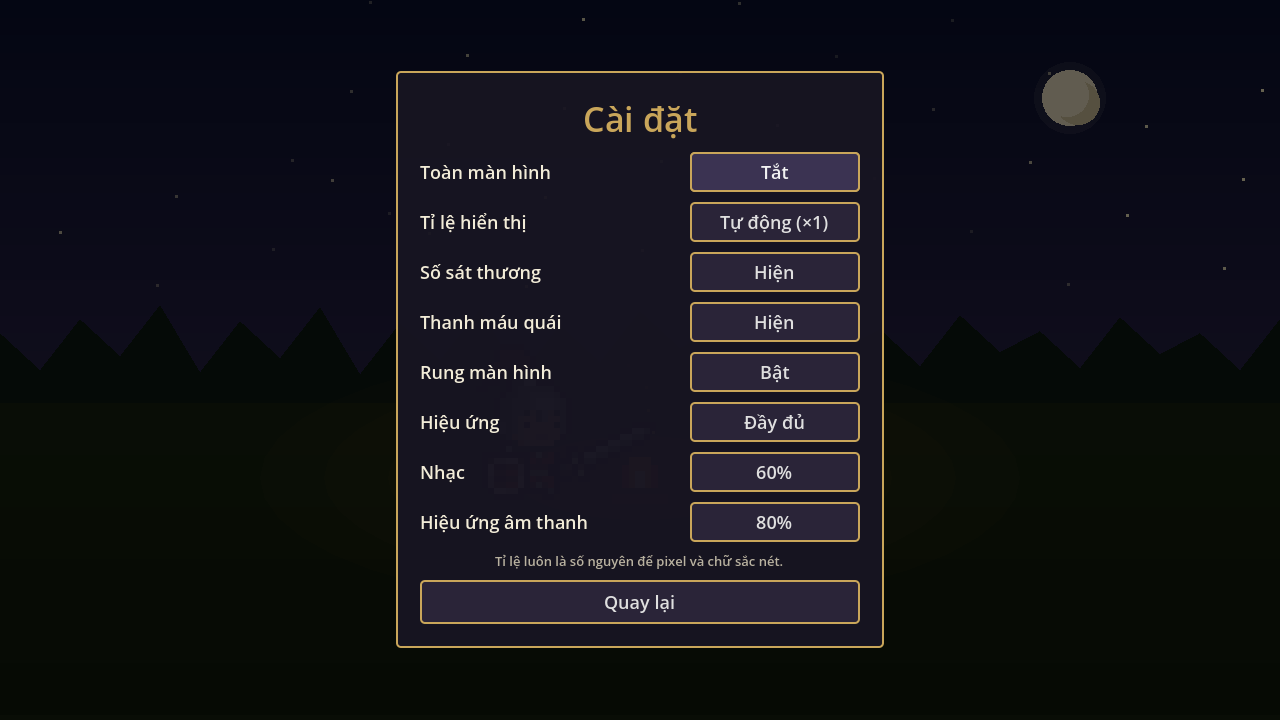 Cài đặt
Toàn màn hình Tắt
Tỉ lệ hiển thị Tự động (×1)
Số sát thương Hiện
Thanh máu quái Hiện
Rung màn hình Bật
Hiệu ứng Đầy đủ
Nhạc 60%
Hiệu ứng âm thanh 80%
Tỉ lệ luôn là số nguyên để pixel và chữ sắc nét.
Quay lại